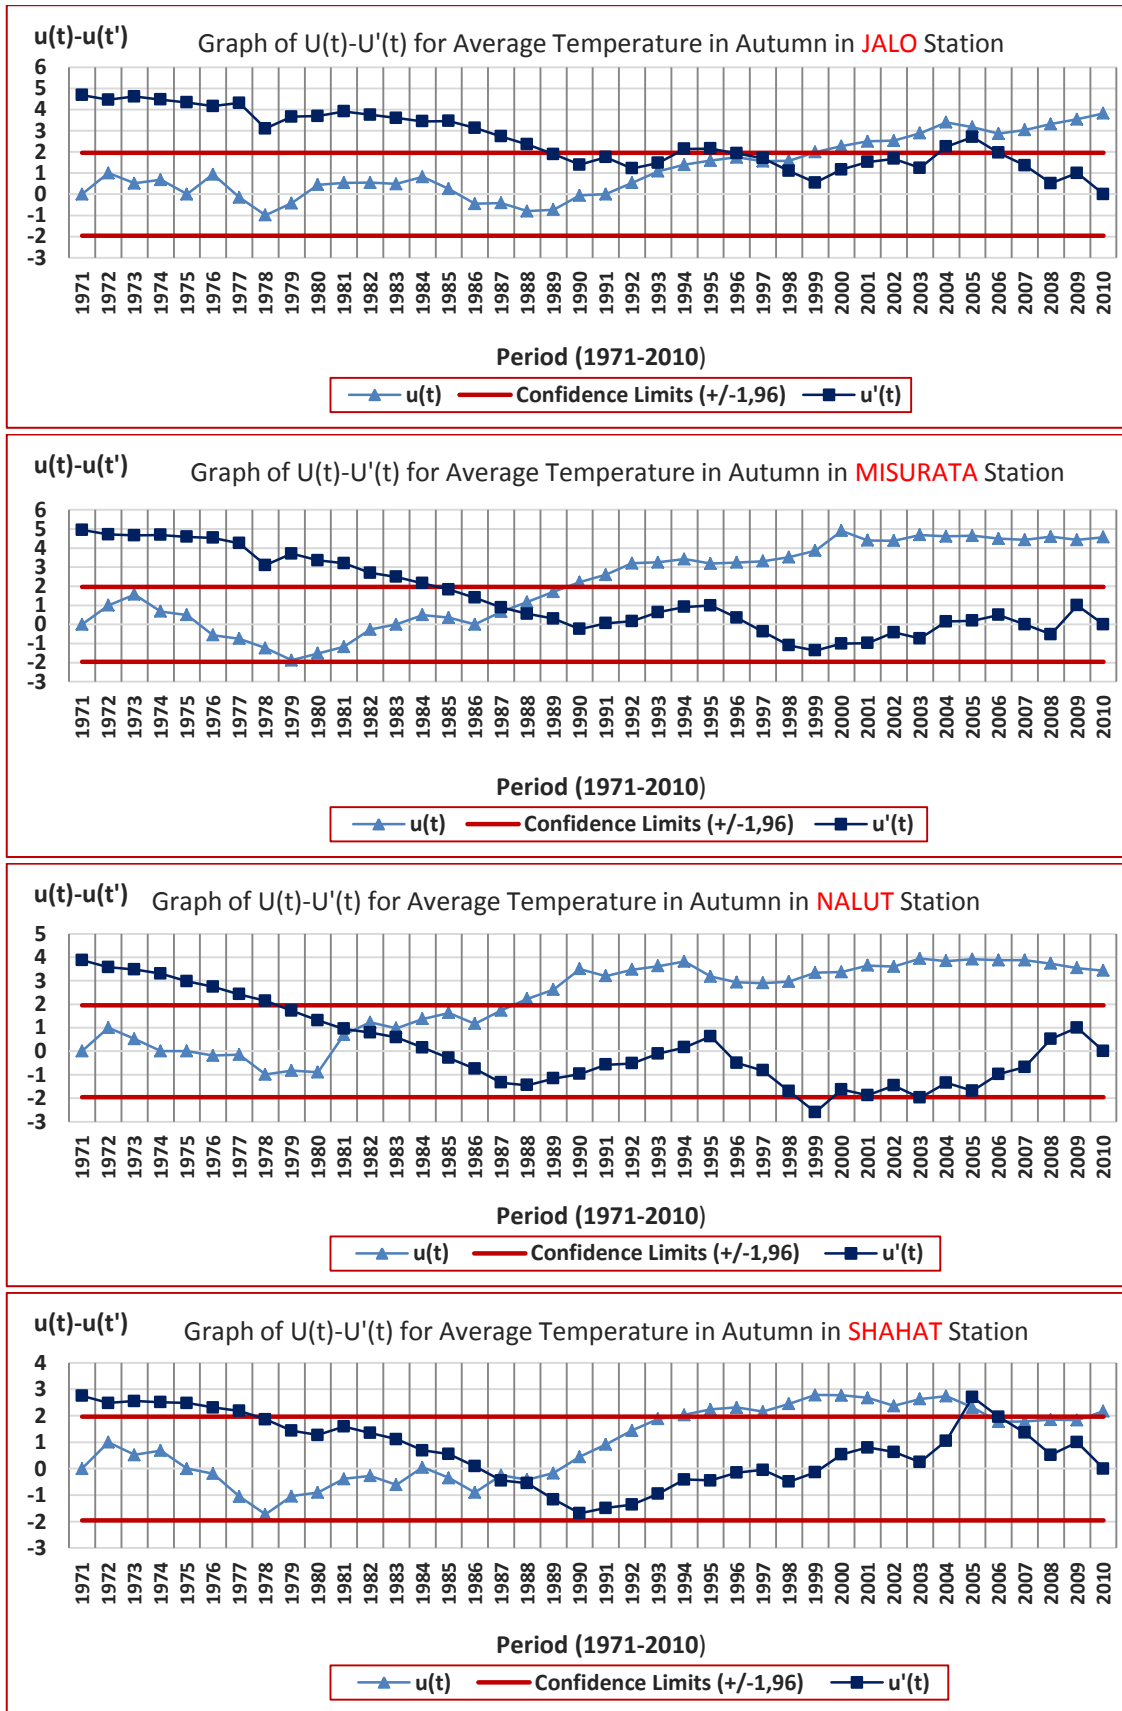 u(t)-u(t')
Graph of U(t)-U'(t) for Average Temperature in Autumn in JALO Station
6
5
4
3
2
1
0
-1
-2
-3
1971 1972 1973 1974 1975 1976 1977 1978 1979 1980 1981 1982 1983 1984 1985 1986 1987 1988 1989 1990 1991 1992 1993 1994 1995 1996 1997 1998 1999 2000 2001 2002 2003 2004 2005 2006 2007 2008 2009 2010
Period (1971-2010)
u(t) Confidence Limits (+/-1,96) u'(t)
u(t)-u(t')
Graph of U(t)-U'(t) for Average Temperature in Autumn in MISURATA Station
6
5
4
3
2
1
0
-1
-2
-3
1971 1972 1973 1974 1975 1976 1977 1978 1979 1980 1981 1982 1983 1984 1985 1986 1987 1988 1989 1990 1991 1992 1993 1994 1995 1996 1997 1998 1999 2000 2001 2002 2003 2004 2005 2006 2007 2008 2009 2010
Period (1971-2010)
u(t) Confidence Limits (+/-1,96) u'(t)
u(t)-u(t')
Graph of U(t)-U'(t) for Average Temperature in Autumn in NALUT Station
5
4
3
2
1
0
-1
-2
-3
1971 1972 1973 1974 1975 1976 1977 1978 1979 1980 1981 1982 1983 1984 1985 1986 1987 1988 1989 1990 1991 1992 1993 1994 1995 1996 1997 1998 1999 2000 2001 2002 2003 2004 2005 2006 2007 2008 2009 2010
Period (1971-2010)
u(t) Confidence Limits (+/-1,96) u'(t)
u(t)-u(t')
Graph of U(t)-U'(t) for Average Temperature in Autumn in SHAHAT Station
4
3
2
1
0
-1
-2
-3
1971 1972 1973 1974 1975 1976 1977 1978 1979 1980 1981 1982 1983 1984 1985 1986 1987 1988 1989 1990 1991 1992 1993 1994 1995 1996 1997 1998 1999 2000 2001 2002 2003 2004 2005 2006 2007 2008 2009 2010
Period (1971-2010)
u(t) Confidence Limits (+/-1,96) u'(t)